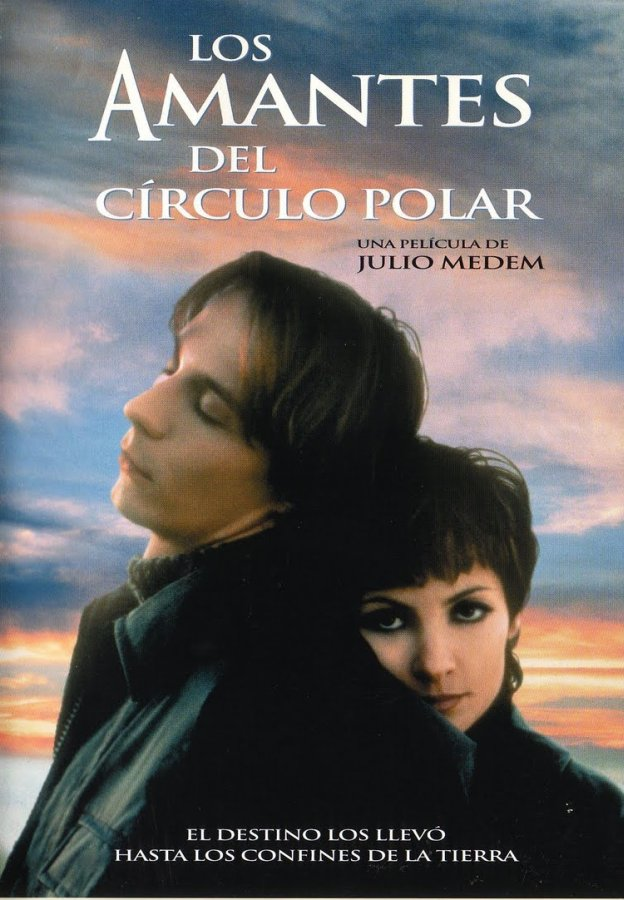 LOS
AMANTES
DEL
CÍRCULO POLAR
UNA PELÍCULA DE
JULIO MEDEM
EL DESTINO LOS LLEVÓ
HASTA LOS CONFINES DE LA TIERRA